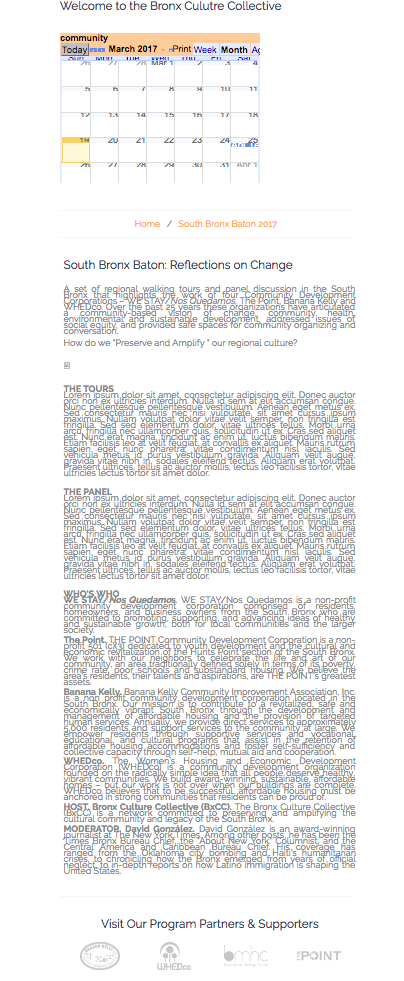 Welcome to the Bronx Culutre Collective
community
Today March 2017 Print Week Month Ag
Sun Mon Tue Wed Thu Fri Sat
26 27 28 Mar 1 2 3 4
5 6 7 8 9 10 11
12 13 14 15 16 17 18
19 20 21 22 23 24 25
26 27 28 29 30 31 Apr 1
Home / South Bronx Baton 2017
South Bronx Baton: Reflections on Change
A set of regional walking tours and panel discussion in the South
Bronx that highlights the work of four Community Development
Corporations – WE STAY/Nos Quedamos, The Point, Banana Kelly and
WHEDco. Over the past 25 years these organizations have articulated
a community-based vision of change, community health,
environmental and sustainable development, addressed issues of
social equity, and provided safe spaces for community organizing and
conversation.
How do we "Preserve and Amplify " our regional culture?
THE TOURS
Lorem ipsum dolor sit amet, consectetur adipiscing elit. Donec auctor
orci non ex ultricies interdum. Nulla id sem at elit accumsan congue.
Nunc pellentesque pellentesque vestibulum. Aenean eget metus ex.
Sed consectetur mauris nec nisi vulputate, sit amet cursus ipsum
maximus. Nullam volutpat dolor vitae velit semper, non fringilla est
fringilla. Sed sed elementum dolor, vitae ultrices tellus. Morbi urna
arcu, fringilla nec ullamcorper quis, sollicitudin ut ex. Cras sed aliquet
est. Nunc erat magna, tincidunt ac enim ut, luctus bibendum mauris.
Etiam facilisis leo at velit feugiat, at convallis ex aliquet. Mauris rutrum
sapien eget nunc pharetra, vitae condimentum nisl iaculis. Sed
vehicula metus id purus vestibulum gravida. Aliquam velit augue,
gravida vitae nibh in, sodales eleifend lectus. Aliquam erat volutpat.
Praesent ultrices, tellus ac auctor mollis, lectus leo facilisis tortor, vitae
ultricies lectus tortor sit amet dolor.
THE PANEL
Lorem ipsum dolor sit amet, consectetur adipiscing elit. Donec auctor
orci non ex ultricies interdum. Nulla id sem at elit accumsan congue.
Nunc pellentesque pellentesque vestibulum. Aenean eget metus ex.
Sed consectetur mauris nec nisi vulputate, sit amet cursus ipsum
maximus. Nullam volutpat dolor vitae velit semper, non fringilla est
fringilla. Sed sed elementum dolor, vitae ultrices tellus. Morbi urna
arcu, fringilla nec ullamcorper quis, sollicitudin ut ex. Cras sed aliquet
est. Nunc erat magna, tincidunt ac enim ut, luctus bibendum mauris.
Etiam facilisis leo at velit feugiat, at convallis ex aliquet. Mauris rutrum
sapien eget nunc pharetra, vitae condimentum nisl iaculis. Sed
vehicula metus id purus vestibulum gravida. Aliquam velit augue,
gravida vitae nibh in, sodales eleifend lectus. Aliquam erat volutpat.
Praesent ultrices, tellus ac auctor mollis, lectus leo facilisis tortor, vitae
ultricies lectus tortor sit amet dolor.
WHO'S WHO
WE STAY/Nos Quedamos. WE STAY/Nos Quedamos is a non-profit
community development corporation comprised of residents,
homeowners, and business owners from the South Bronx who are
committed to promoting, supporting, and advancing ideas of healthy
and sustainable growth, both for local communities and the larger
society.
The Point. THE POINT Community Development Corporation is a non-
profit 501 (cX3) dedicated to youth development and the cultural and
economic revitalization of the Hunts Point section of the South Bronx.
We work with our neighbors to celebrate the life and art of our
community, an area traditionally defined solely in terms of its poverty,
crime rate, poor schools and substandard housing. We believe the
area's residents, their talents and aspirations, are THE POINT's greatest
assets.
Banana Kelly. Banana Kelly Community Improvement Association, Inc.
is a non profit community development corporation located in the
South Bronx. Our mission is to contribute to a revitalized, safe and
economically vibrant South Bronx through the development and
management of affordable housing and the provision of targeted
human services. Annually, we provide direct services to approximately
5,000 residents and support services to the community at large. We
empower residents through supportive services and vocational,
educational, and cultural programs that assist in the retention of
affordable housing accommodations and foster self-sufficiency and
collective capacity through self-help, mutual aid and cooperation.
WHEDco. The Women's Housing and Economic Development
Corporation (WHEDco) is a community development organization
founded on the radically simple idea that all people deserve healthy,
vibrant communities. We build award-winning, sustainable, affordable
homes – but our work is not over when our buildings are complete.
WHEDco believes that to be successful, affordable housing must be
anchored in strong communities that residents can be proud of.
HOST. Bronx Culture Collective (BxCC). The Bronx Culture Collective
(BxCC) is a network committed to preserving and amplifying the
cultural community and legacy of the South Bronx.
MODERATOR. David González. David González is an award-winning
journalist at The New York Times. Among other posts, he has been the
Times Bronx Bureau Chief, the "About New York" Columnist, and the
Central America and Caribbean Bureau Chief. His coverage has
ranged from the Oklahoma city bombing and Haiti's humanitarian
crises, to chronicling how the Bronx emerged from years of official
neglect, to in-depth reports on how Latino immigration is shaping the
United States.
Visit Our Program Partners & Supporters
WHEDco
bmhc
THE POINT